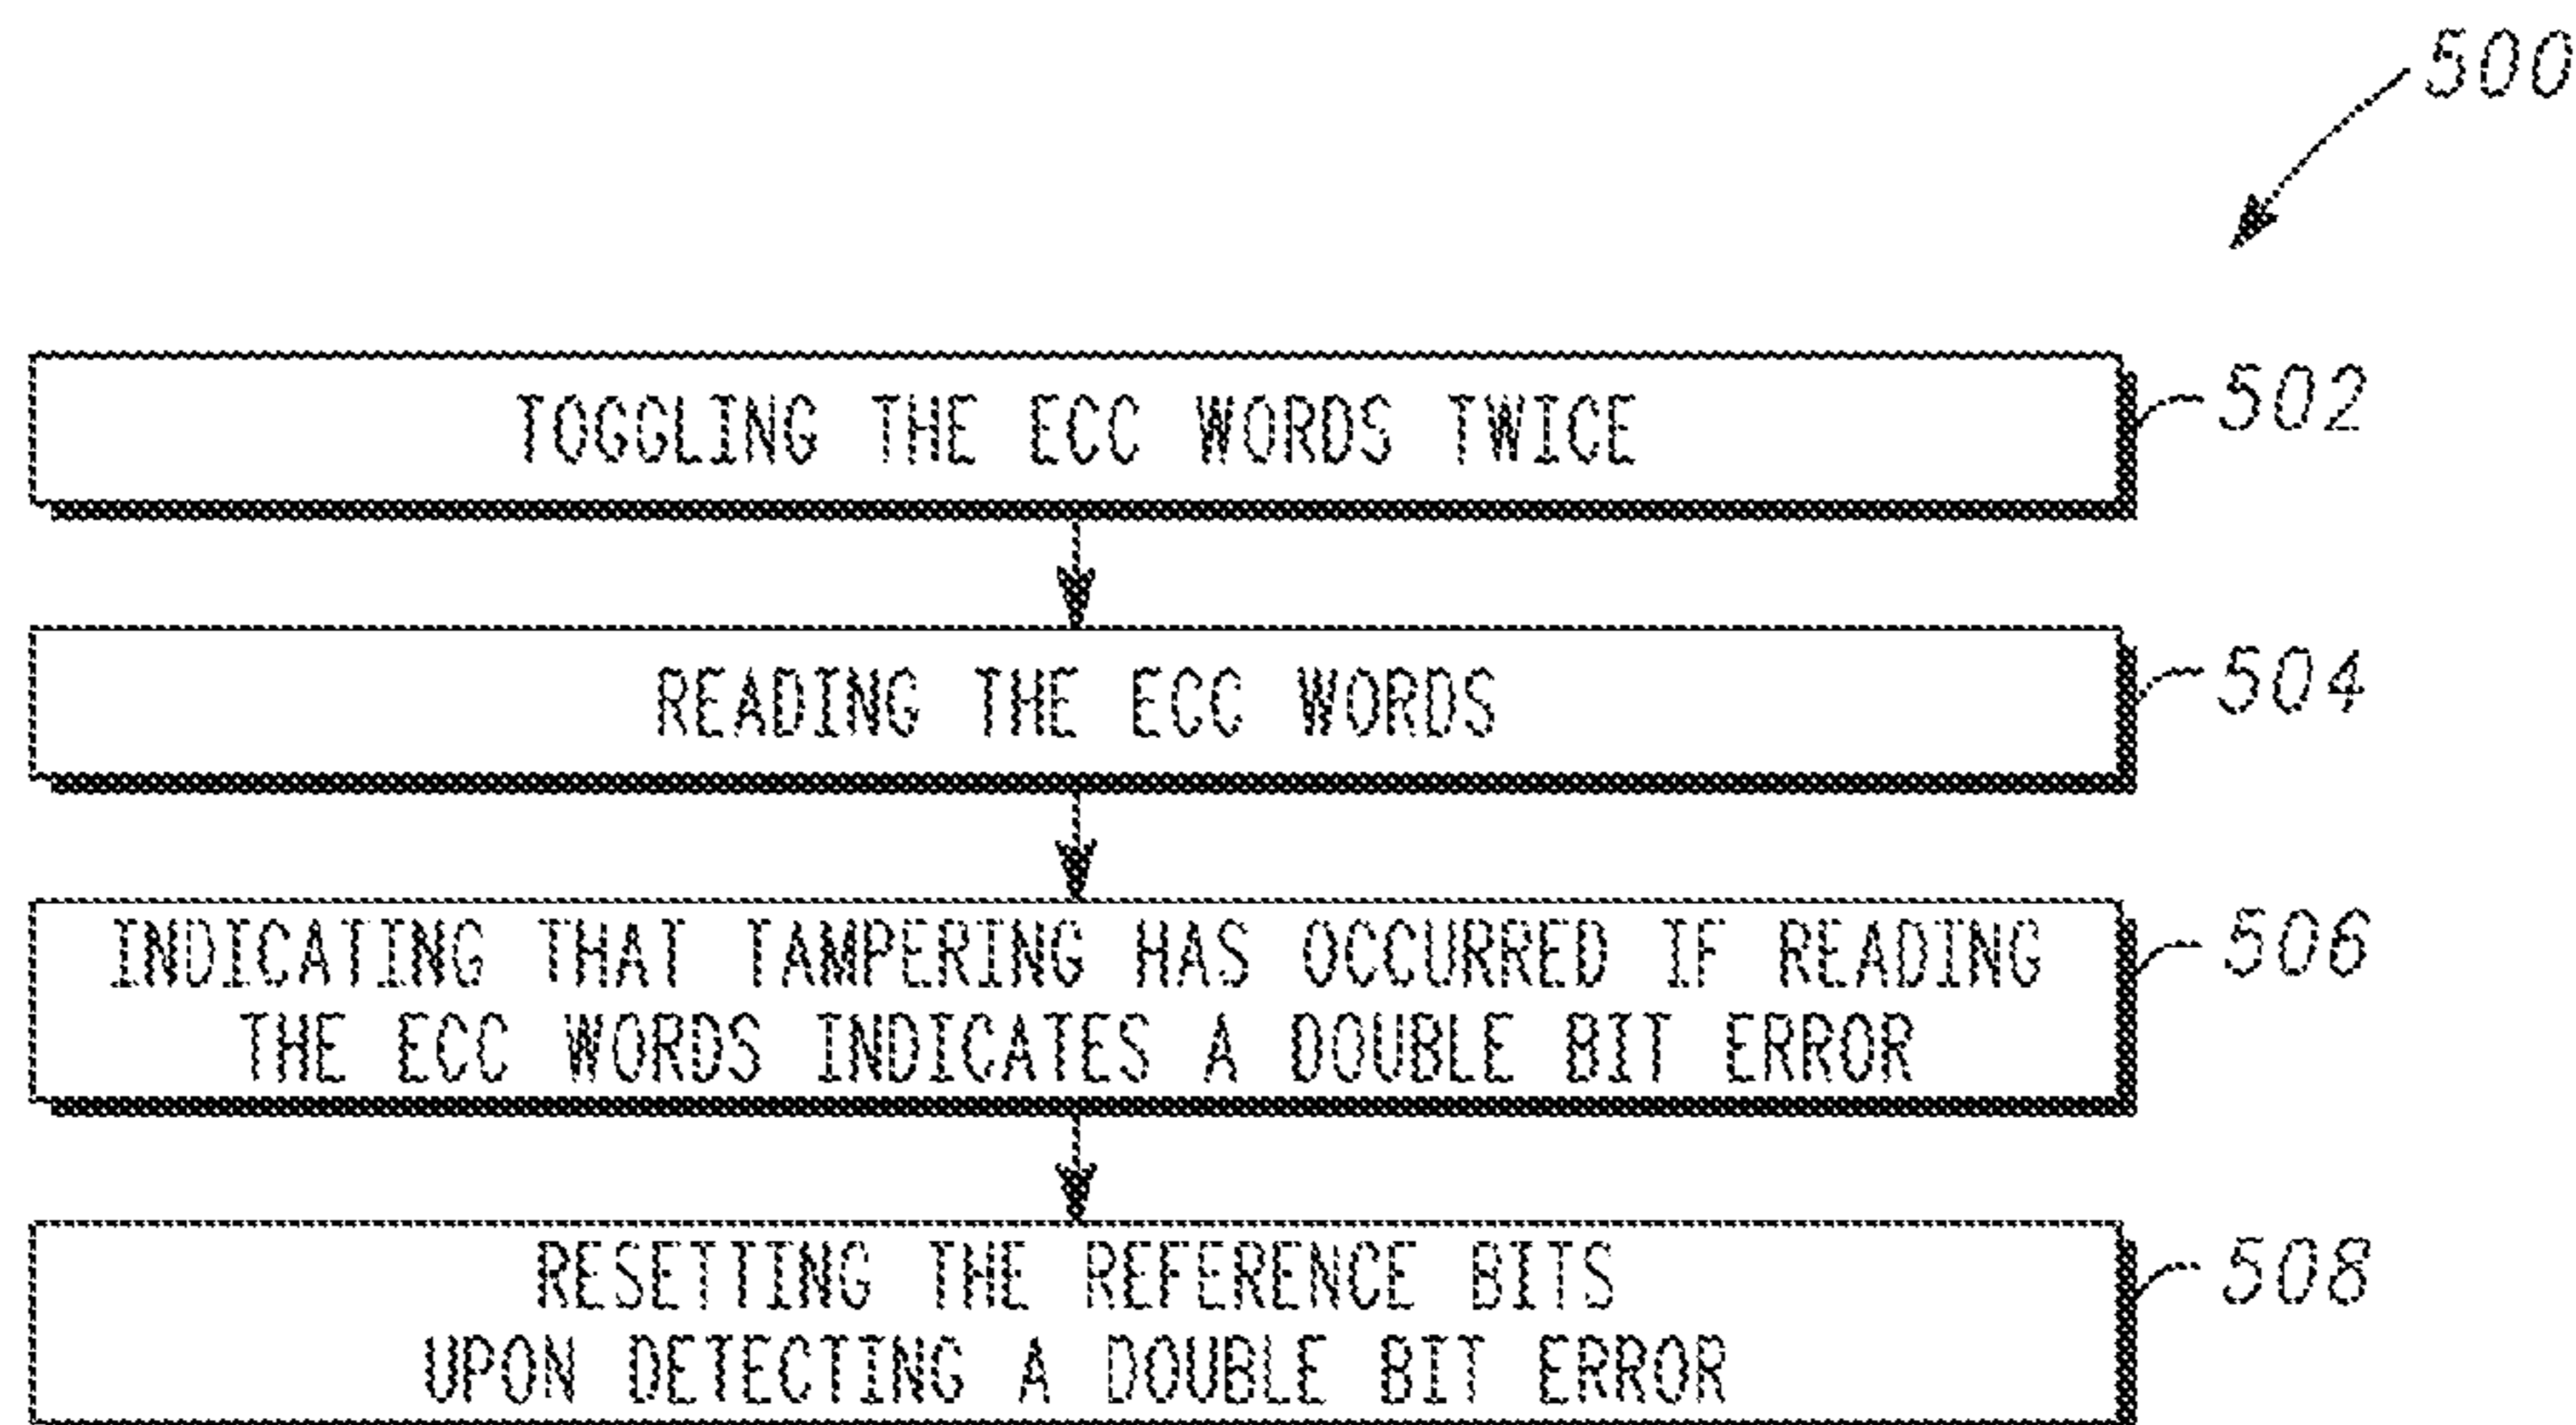 500
TOGGLING THE ECC WORDS TWICE
502
READING THE ECC WORDS
504
INDICATING THAT TAMPERING HAS OCCURRED IF READING
THE ECC WORDS INDICATES A DOUBLE BIT ERROR
506
RESETTING THE REFERENCE BITS
UPON DETECTING A DOUBLE BIT ERROR
508